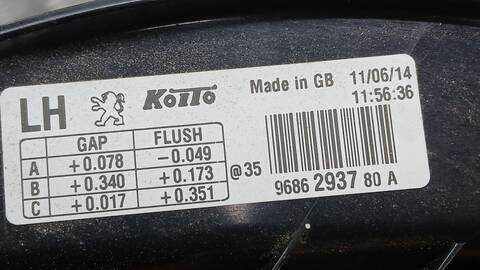 LH KOITO Made in GB 11/06/14
11:56:36
GAP FLUSH
A +0.078 -0.049
B +0.340 +0.173
C +0.017 +0.351
@35
9686 2937 80 A